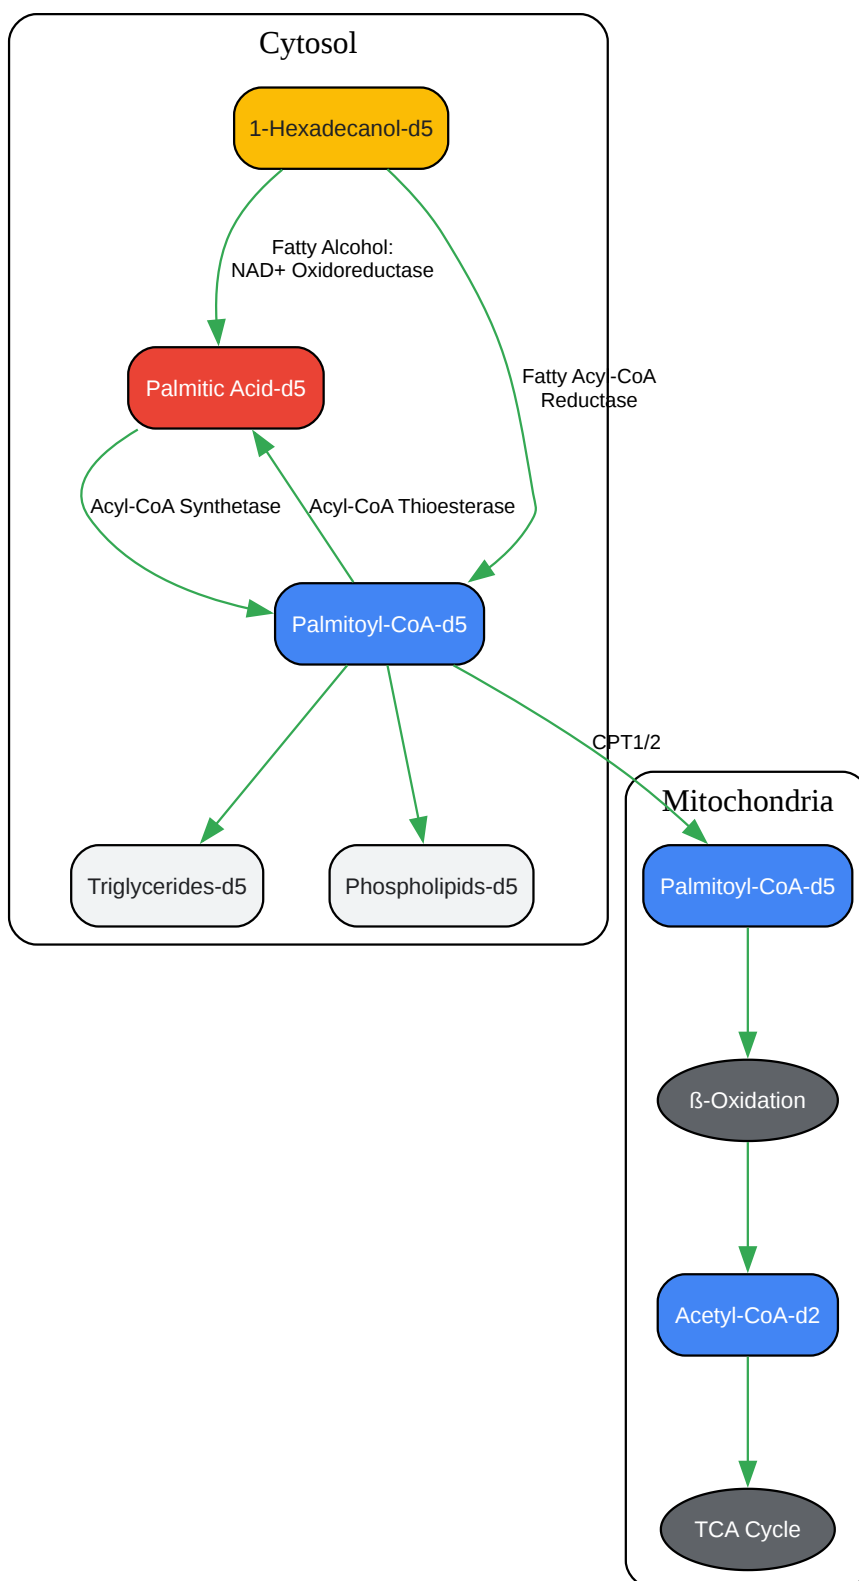 Cytosol
1-Hexadecanol-d5
Fatty Alcohol:
NAD+ Oxidoreductase
Fatty Acyl-CoA
Reductase
Palmitic Acid-d5
Acyl-CoA Synthetase
Acyl-CoA Thioesterase
Palmitoyl-CoA-d5
CPT1/2
Mitochondria
Triglycerides-d5
Phospholipids-d5
Palmitoyl-CoA-d5
ß-Oxidation
Acetyl-CoA-d2
TCA Cycle